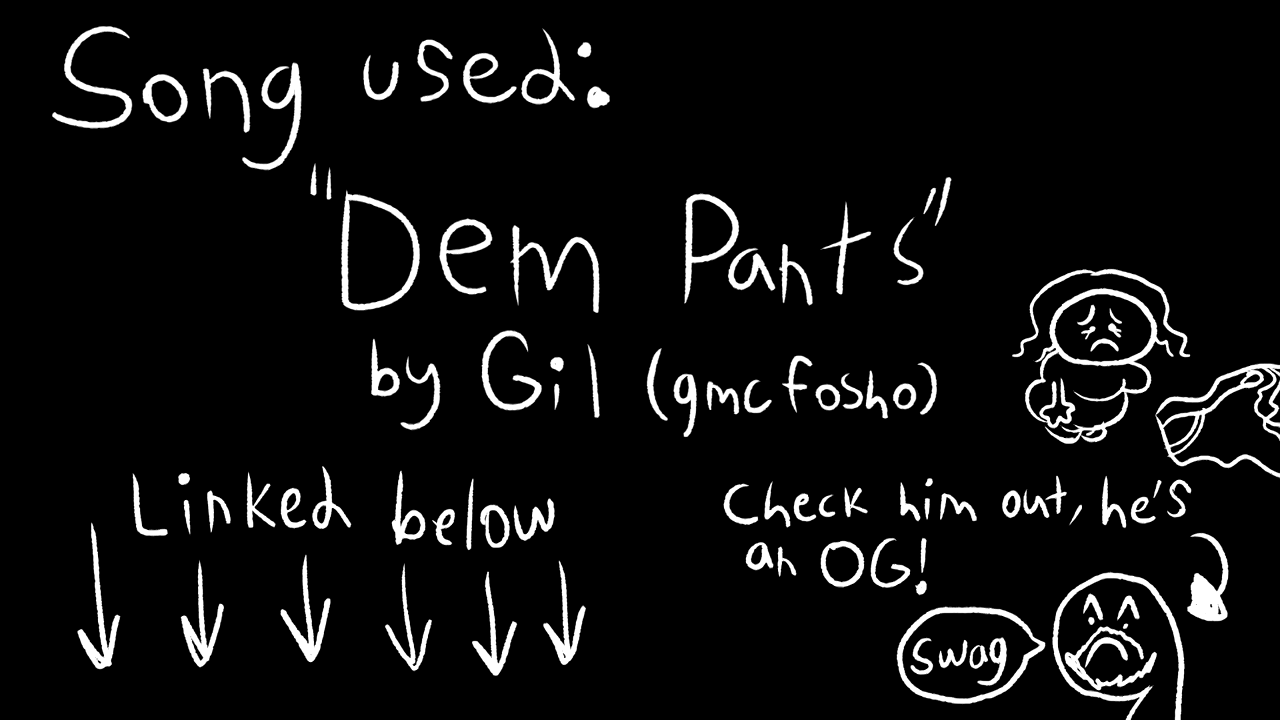 Song used:
"Dem Pants"
by Gil (gmcfosho)
Linked below
Check him out, he's
an OG!
swag